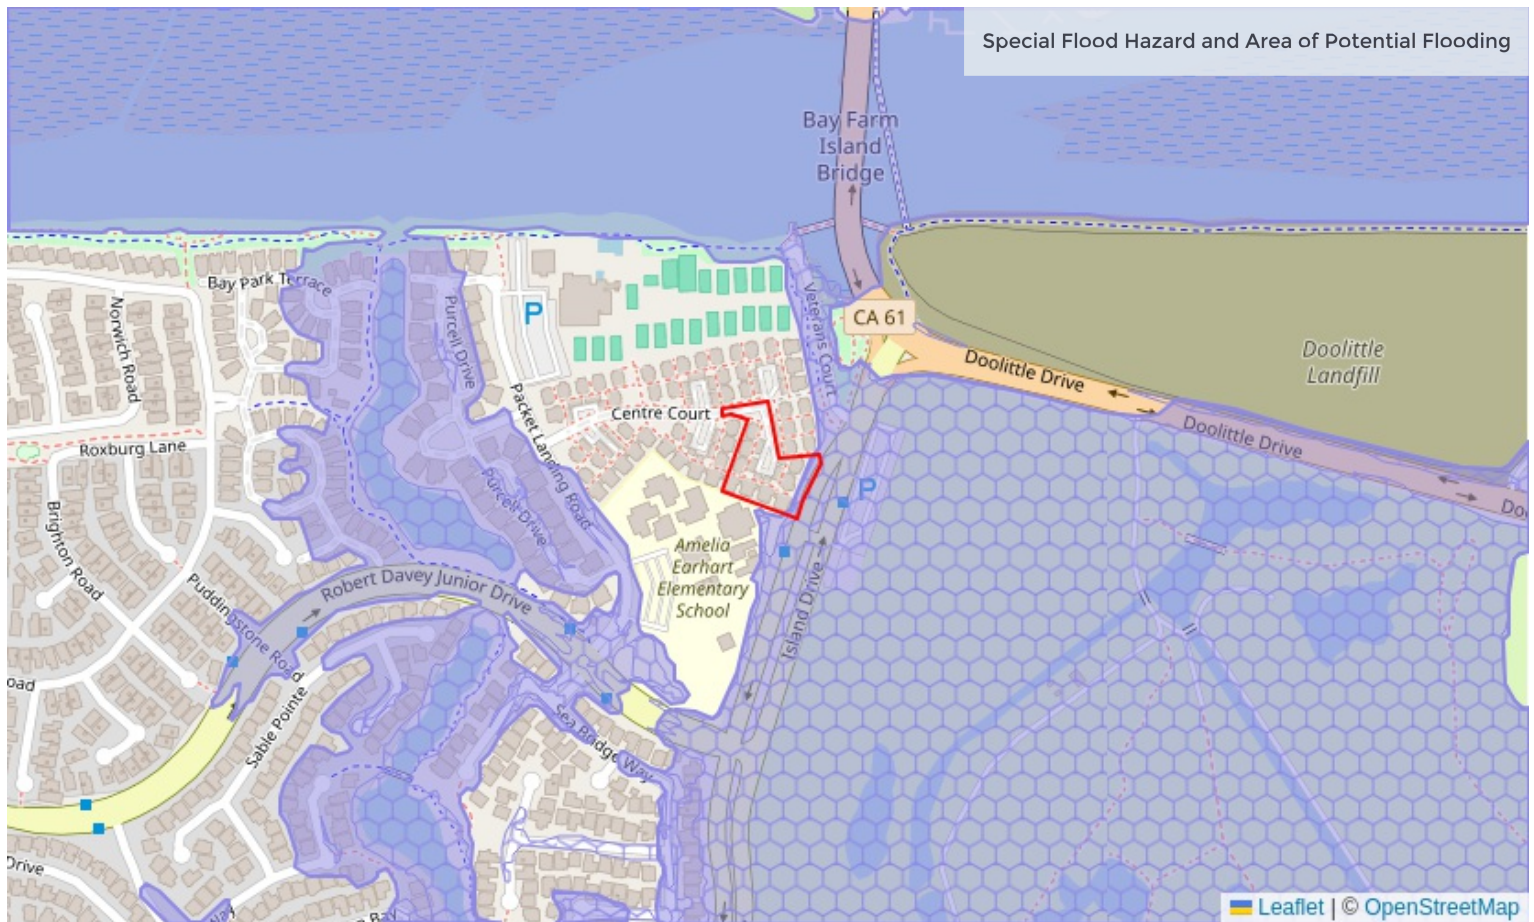 Special Flood Hazard and Area of Potential Flooding
Bay Farm
Island
Bridge
Bay Park Terrace
Norwich Road
Purcell Drive
P
Veterans Court
CA 61
Doolittle Drive
Doolittle
Landfill
Packet Landing Road
Centre Court
Doolittle Drive
Roxburg Lane
Purcell Drive
P
Brighton Road
Amelia
Earhart
Elementary
School
Robert Davey Junior Drive
Puddingstone Road
Island Drive
oad
Sable Pointe
Sea Bridge Way
Drive
Bay
Leaflet | © OpenStreetMap